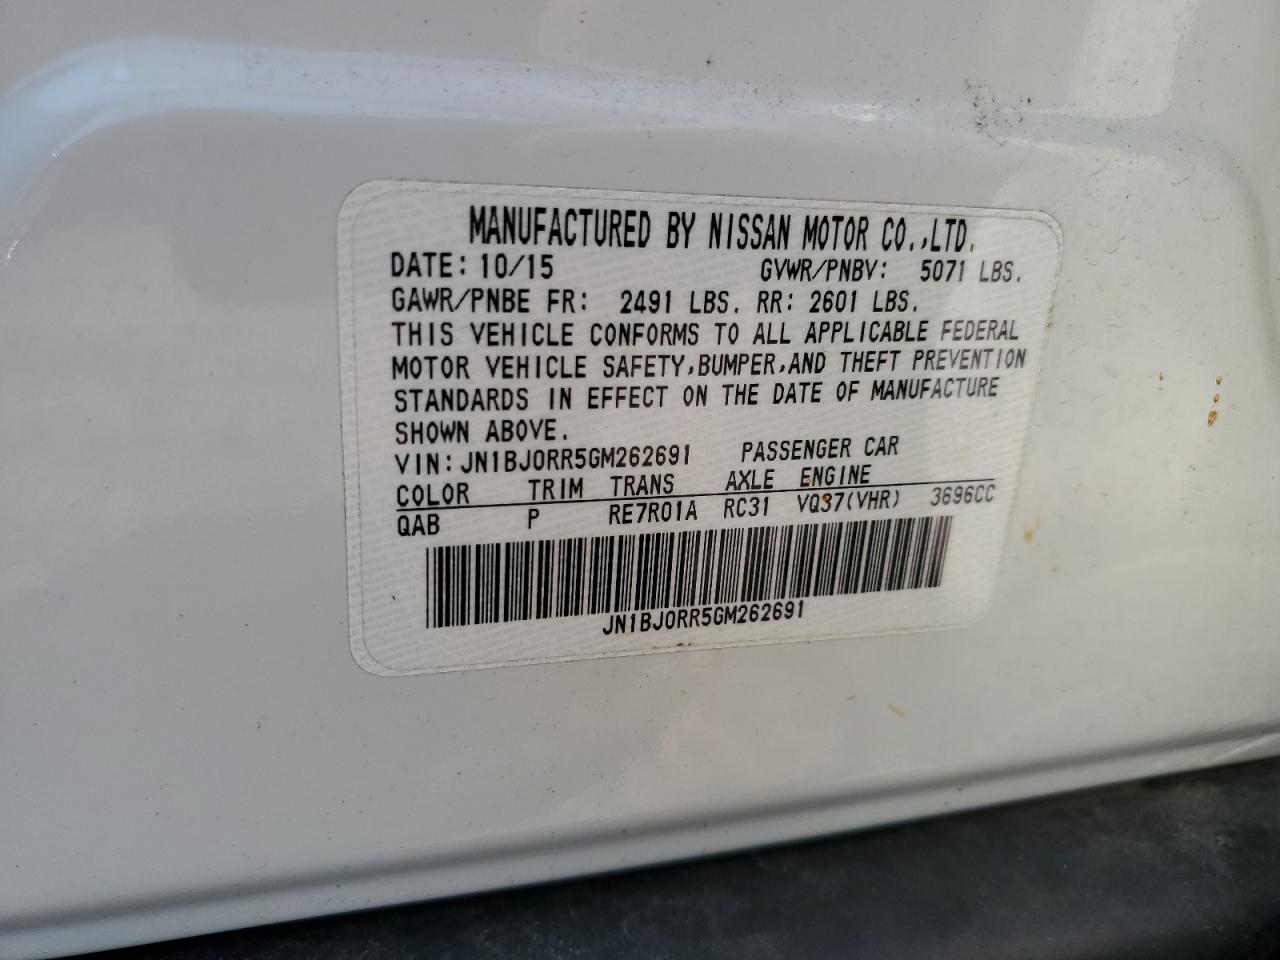 MANUFACTURED BY NISSAN MOTOR CO.,LTD.
DATE: 10/15 GVWR/PNBV: 5071 LBS.
GAWR/PNBE FR: 2491 LBS. RR: 2601 LBS.
THIS VEHICLE CONFORMS TO ALL APPLICABLE FEDERAL
MOTOR VEHICLE SAFETY,BUMPER,AND THEFT PREVENTION
STANDARDS IN EFFECT ON THE DATE OF MANUFACTURE
SHOWN ABOVE.
VIN: JN1BJ0RR5GM262691 PASSENGER CAR
COLOR TRIM TRANS AXLE ENGINE
QAB P RE7R01A RC31 VQ37(VHR) 3696CC
JN1BJ0RR5GM262691